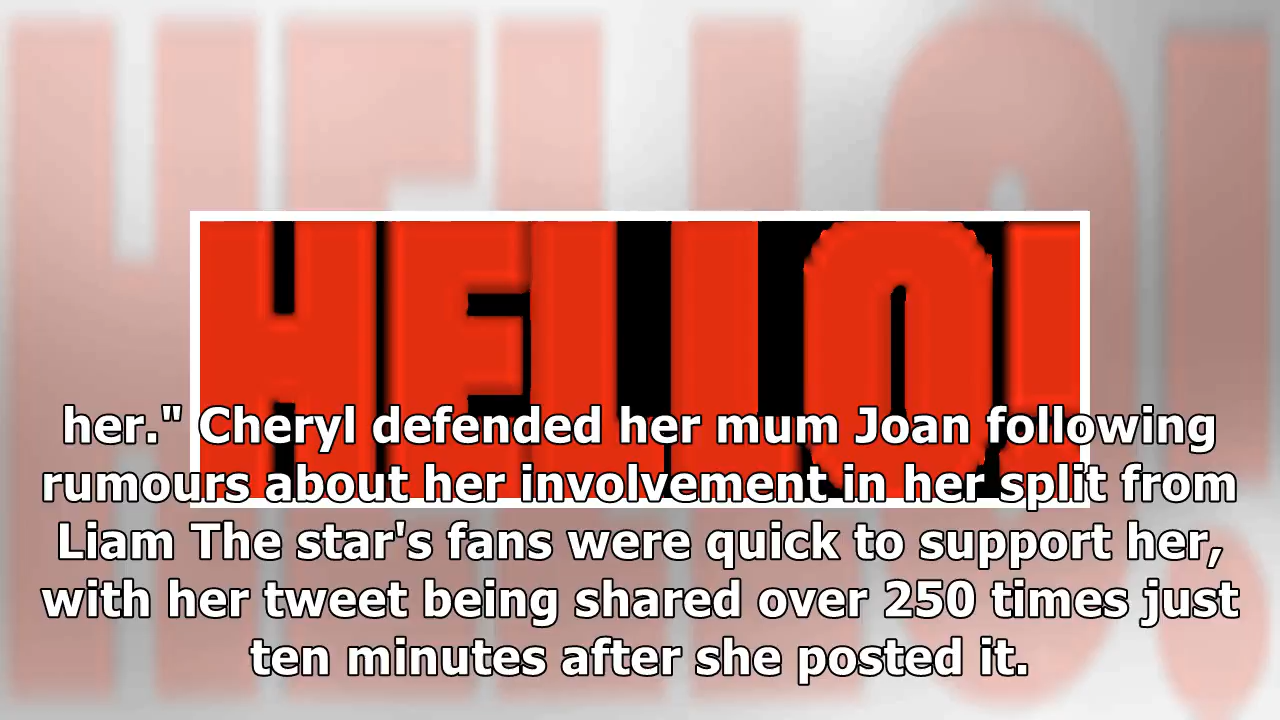 HELLO!
her." Cheryl defended her mum Joan following
rumours about her involvement in her split from
Liam The star's fans were quick to support her,
with her tweet being shared over 250 times just
ten minutes after she posted it.